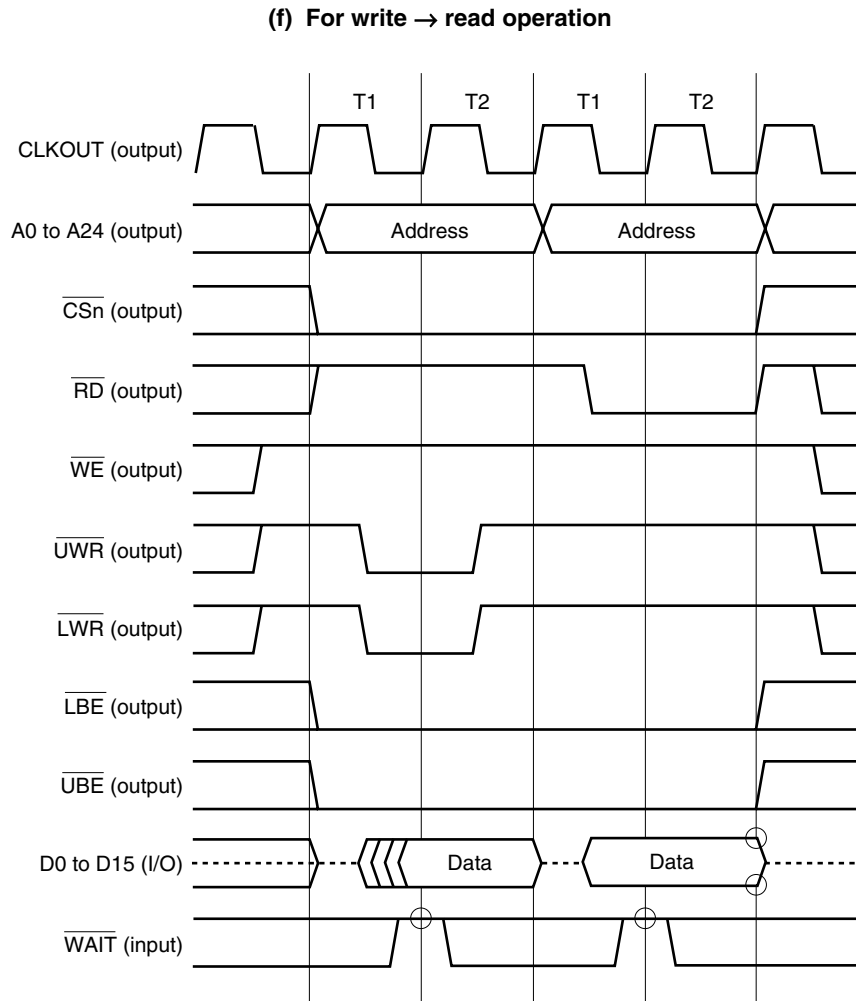 (f) For write → read operation
T1 T2 T1 T2
CLKOUT (output)
A0 to A24 (output) Address Address
CSn (output)
RD (output)
WE (output)
UWR (output)
LWR (output)
LBE (output)
UBE (output)
D0 to D15 (I/O) Data Data
WAIT (input)